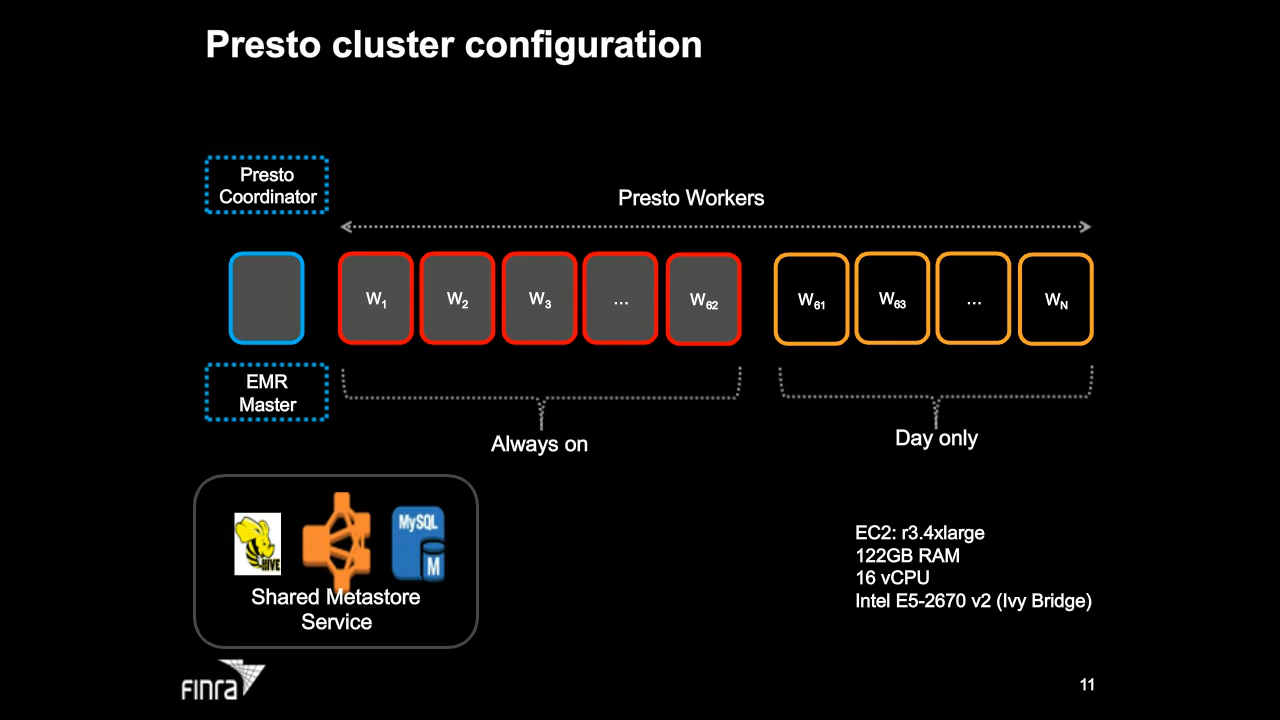 Presto cluster configuration
Presto
Coordinator
Presto Workers
W1
W2
W3
...
W62
W61
W63
...
WN
EMR
Master
Always on
Day only
HIVE
MySQL
M
Shared Metastore
Service
EC2: r3.4xlarge
122GB RAM
16 vCPU
Intel E5-2670 v2 (Ivy Bridge)
finra
11